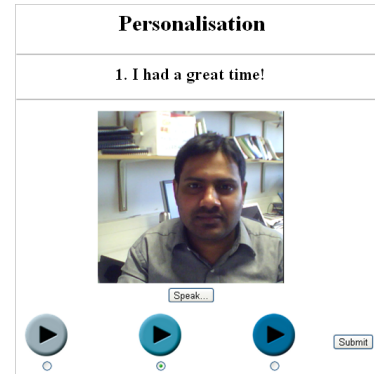 Personalisation
1. I had a great time!
Speak...
Submit